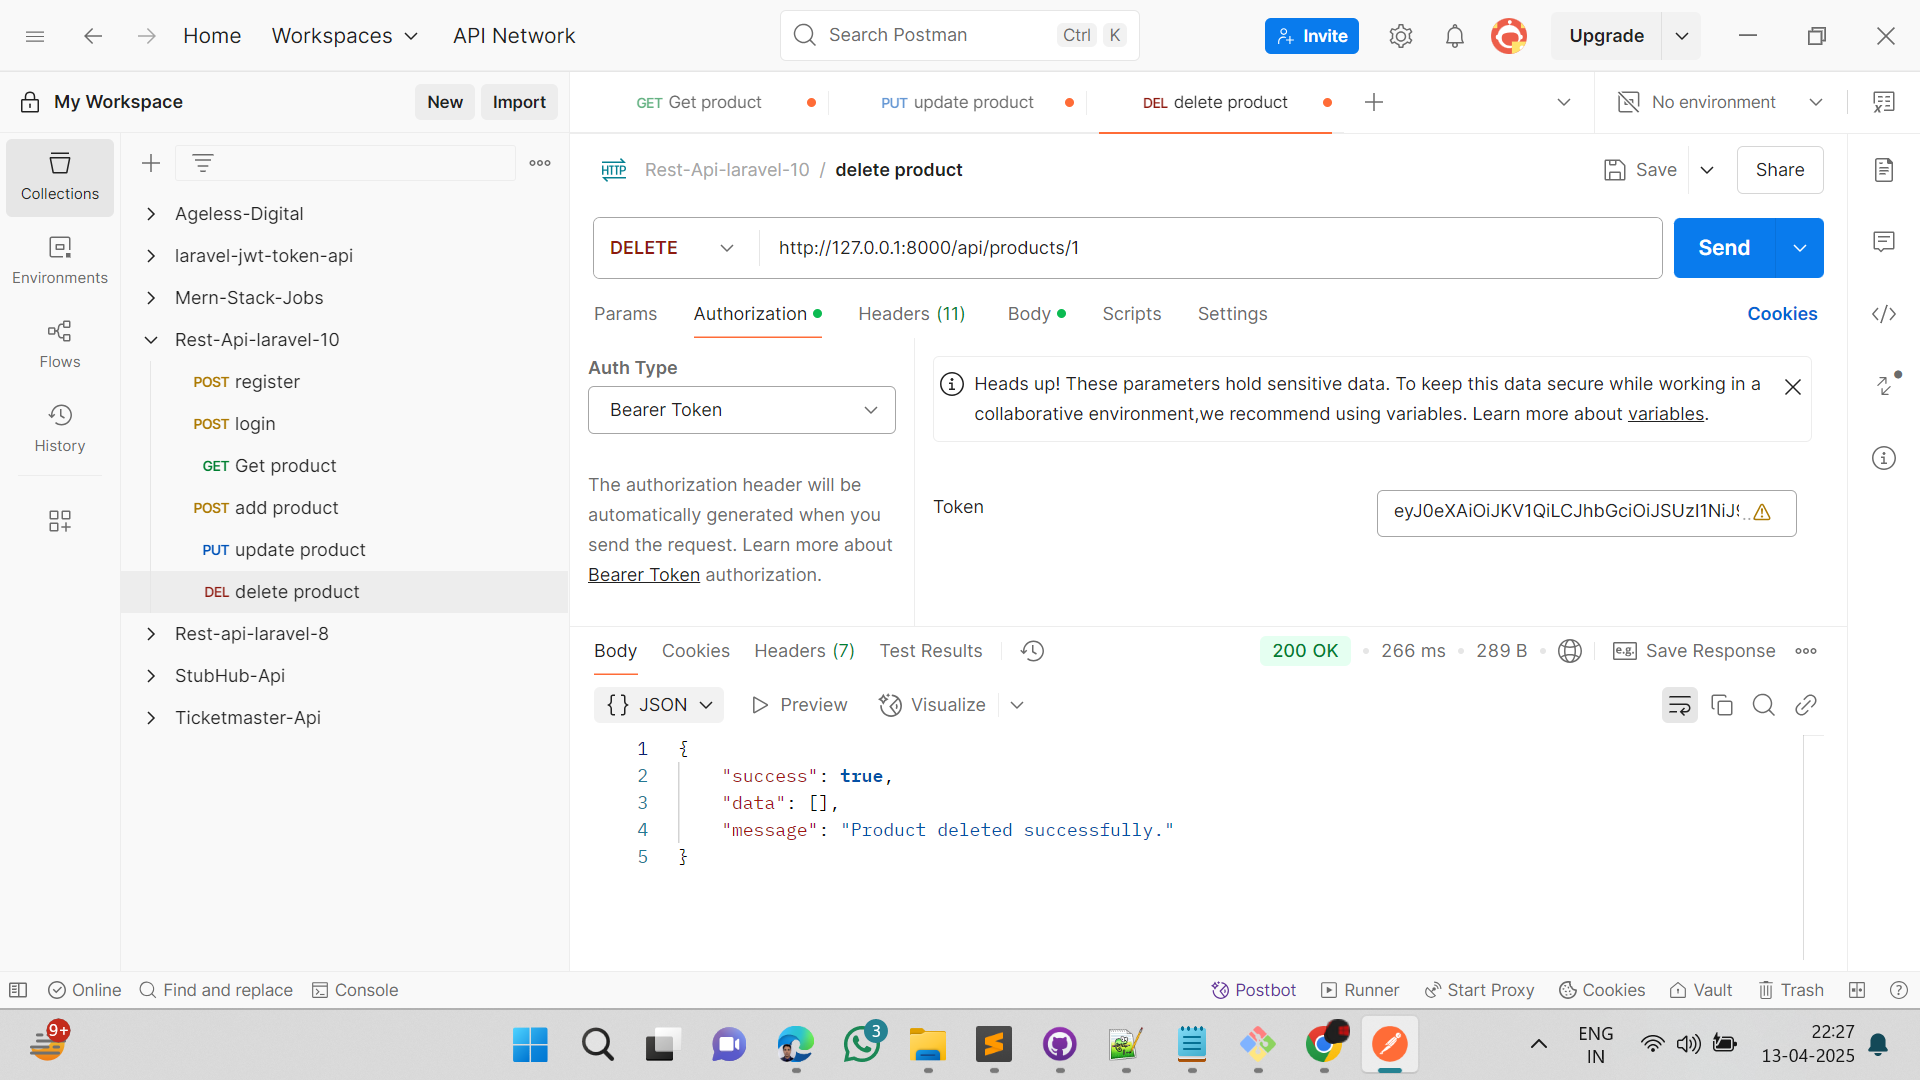 Home
Workspaces
API Network
Search Postman
Ctrl K
Invite
Upgrade
My Workspace
New
Import
GET Get product
PUT update product
DEL delete product
No environment
Collections
Environments
Flows
History
Ageless-Digital
laravel-jwt-token-api
Mern-Stack-Jobs
Rest-Api-laravel-10
POST register
POST login
GET Get product
POST add product
PUT update product
DEL delete product
Rest-api-laravel-8
StubHub-Api
Ticketmaster-Api
HTTP Rest-Api-laravel-10 / delete product
Save
Share
DELETE
http://127.0.0.1:8000/api/products/1
Send
Params
Authorization
Headers (11)
Body
Scripts
Settings
Cookies
Auth Type
Bearer Token
The authorization header will be
automatically generated when you
send the request. Learn more about
Bearer Token authorization.
Heads up! These parameters hold sensitive data. To keep this data secure while working in a
collaborative environment,we recommend using variables. Learn more about variables.
Token
eyJ0eXAiOiJKV1QiLCJhbGciOiJSUzI1NiJ9...
Body
Cookies
Headers (7)
Test Results
200 OK
266 ms
289 B
e.g. Save Response
{} JSON
Preview
Visualize
1 {
2 "success": true,
3 "data": [],
4 "message": "Product deleted successfully."
5 }
Online
Find and replace
Console
Postbot
Runner
Start Proxy
Cookies
Vault
Trash
9+
3
ENG
IN
22:27
13-04-2025